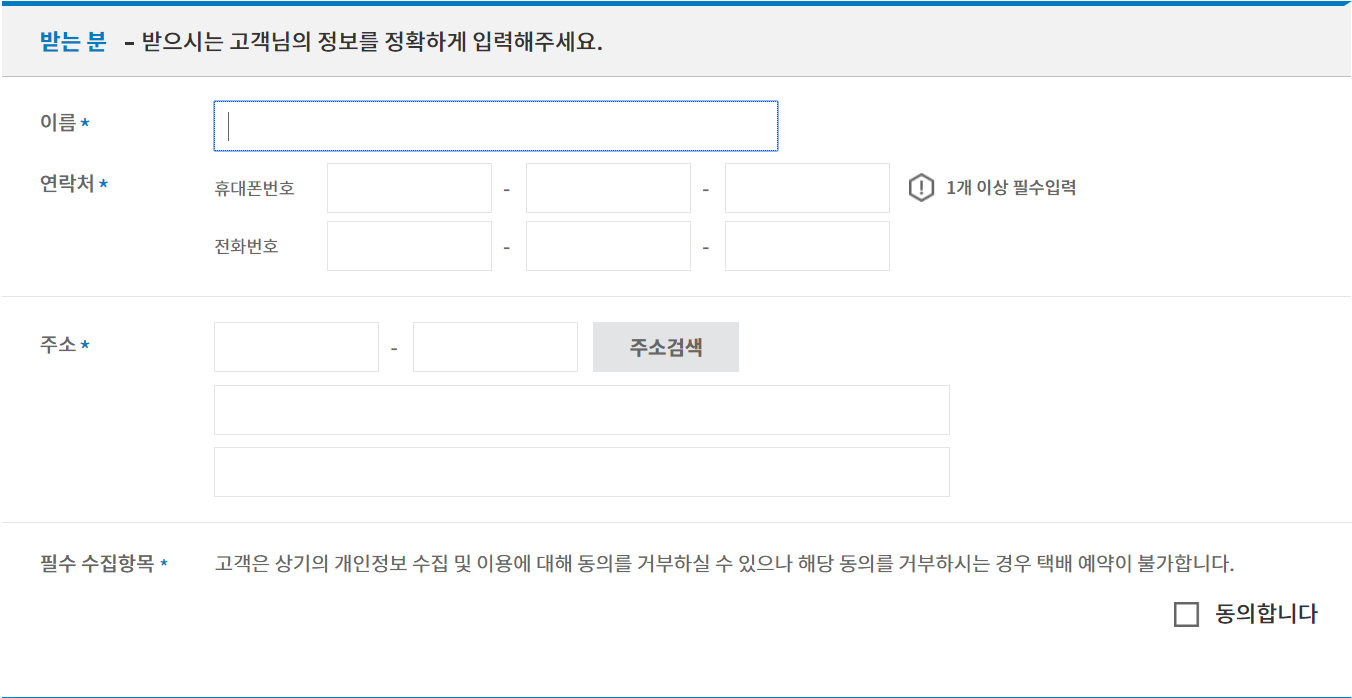 받는 분 - 받으시는 고객님의 정보를 정확하게 입력해주세요.
이름 *
연락처 * 휴대폰번호 - - 1개 이상 필수입력
전화번호 - -
주소 * - 주소검색
필수 수집항목 * 고객은 상기의 개인정보 수집 및 이용에 대해 동의를 거부하실 수 있으나 해당 동의를 거부하시는 경우 택배 예약이 불가합니다.
동의합니다